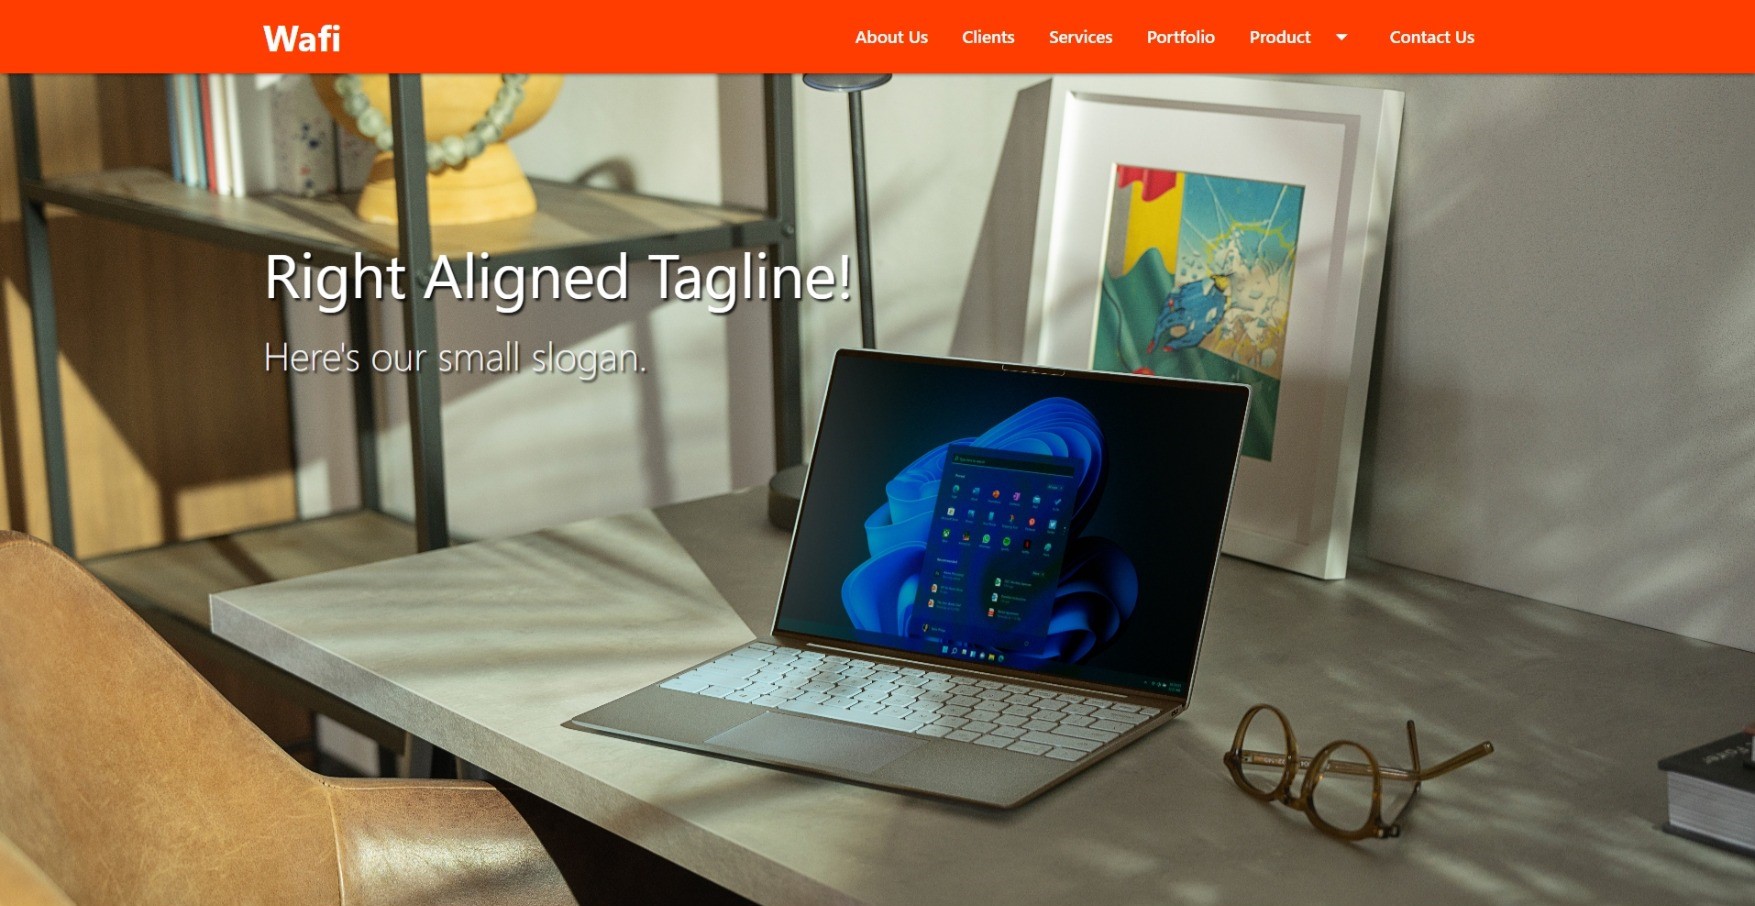 Wafi
About Us Clients Services Portfolio Product Contact Us
Right Aligned Tagline!
Here's our small slogan.